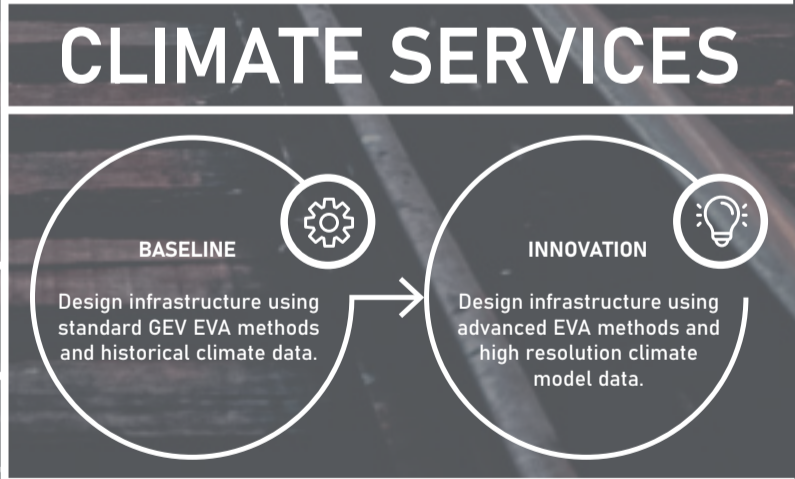 CLIMATE SERVICES
BASELINE
Design infrastructure using
standard GEV EVA methods
and historical climate data.
INNOVATION
Design infrastructure using
advanced EVA methods and
high resolution climate
model data.